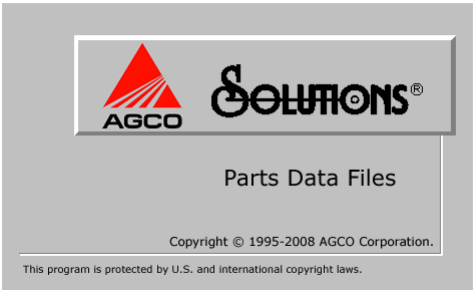 AGCO
SOLUTIONS®
Parts Data Files
Copyright © 1995-2008 AGCO Corporation.
This program is protected by U.S. and international copyright laws.